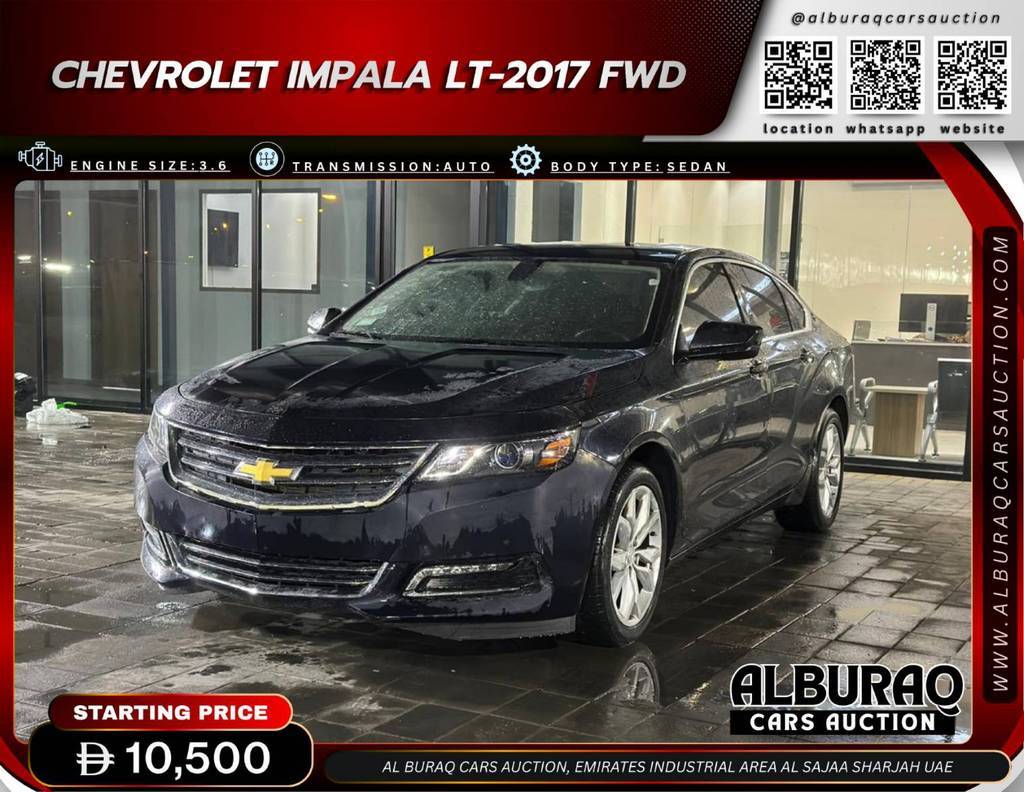 @alburaqcarsauction
CHEVROLET IMPALA LT-2017 FWD
location whatsapp website
ENGINE SIZE:3.6 TRANSMISSION:AUTO BODY TYPE: SEDAN
WWW.ALBURAQCARSAUCTION.COM
ALBURAQ
CARS AUCTION
STARTING PRICE
10,500
AL BURAQ CARS AUCTION, EMIRATES INDUSTRIAL AREA AL SAJAA SHARJAH UAE